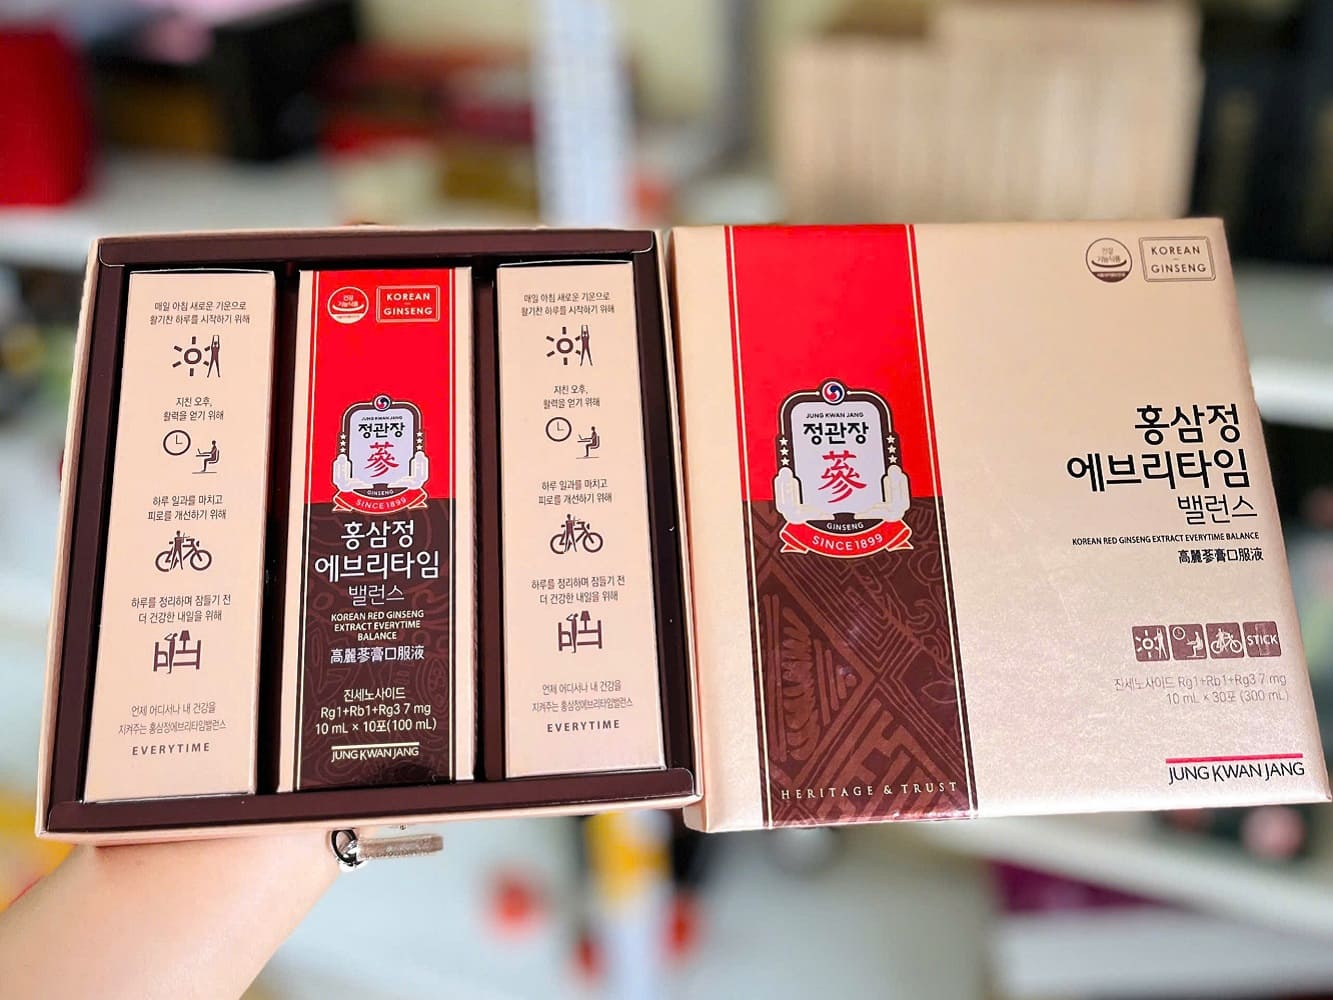 매일 아침 새로운 기운으로
활기찬 하루를 시작하기 위해
지친 오후,
활력을 얻기 위해
하루 일과를 마치고
피로를 개선하기 위해
하루를 정리하며 잠들기 전
더 건강한 내일을 위해
언제 어디서나 내 건강을
지켜주는 홍삼정에브리타임밸런스
EVERYTIME
건강
기능식품
KOREAN
GINSENG
JUNG KWAN JANG
정관장
蔘
GINSENG
SINCE 1899
홍삼정
에브리타임
밸런스
KOREAN RED GINSENG
EXTRACT EVERYTIME
BALANCE
高麗蔘膏口服液
진세노사이드
Rg1+Rb1+Rg3 7 mg
10 mL × 10포(100 mL)
JUNG KWAN JANG
매일 아침 새로운 기운으로
활기찬 하루를 시작하기 위해
지친 오후,
활력을 얻기 위해
하루 일과를 마치고
피로를 개선하기 위해
하루를 정리하며 잠들기 전
더 건강한 내일을 위해
언제 어디서나 내 건강을
지켜주는 홍삼정에브리타임밸런스
EVERYTIME
JUNG KWAN JANG
정관장
蔘
GINSENG
SINCE 1899
HERITAGE & TRUST
건강
기능식품
KOREAN
GINSENG
홍삼정
에브리타임
밸런스
KOREAN RED GINSENG EXTRACT EVERYTIME BALANCE
高麗蔘膏口服液
STICK
진세노사이드 Rg1+Rb1+Rg3 7 mg
10 mL × 30포 (300 mL)
JUNG KWAN JANG